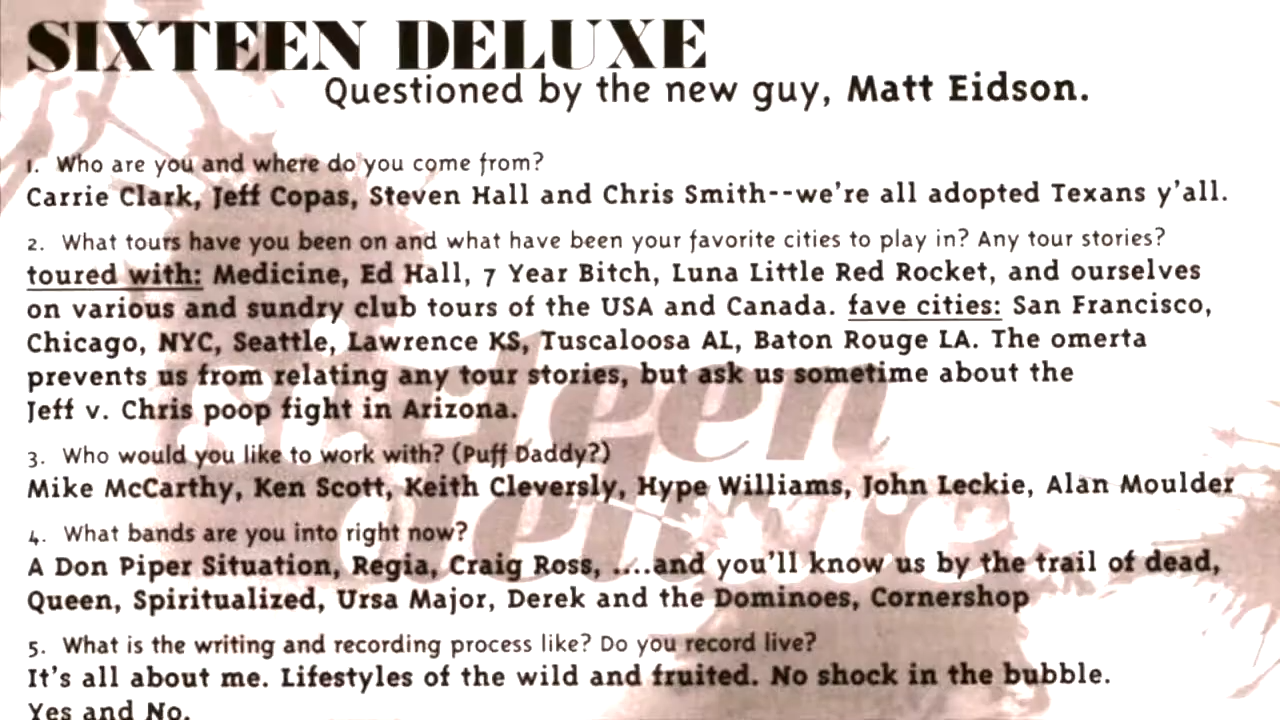 SIXTEEN DELUXE
Questioned by the new guy, Matt Eidson.
1. Who are you and where do you come from?
Carrie Clark, Jeff Copas, Steven Hall and Chris Smith--we're all adopted Texans y'all.
2. What tours have you been on and what have been your favorite cities to play in? Any tour stories?
toured with: Medicine, Ed Hall, 7 Year Bitch, Luna Little Red Rocket, and ourselves
on various and sundry club tours of the USA and Canada. fave cities: San Francisco,
Chicago, NYC, Seattle, Lawrence KS, Tuscaloosa AL, Baton Rouge LA. The omerta
prevents us from relating any tour stories, but ask us sometime about the
Jeff v. Chris poop fight in Arizona.
3. Who would you like to work with? (Puff Daddy?)
Mike McCarthy, Ken Scott, Keith Cleversly, Hype Williams, John Leckie, Alan Moulder
4. What bands are you into right now?
A Don Piper Situation, Regia, Craig Ross, ....and you'll know us by the trail of dead,
Queen, Spiritualized, Ursa Major, Derek and the Dominoes, Cornershop
5. What is the writing and recording process like? Do you record live?
It's all about me. Lifestyles of the wild and fruited. No shock in the bubble.
Yes and No.
sixteen
deluxe